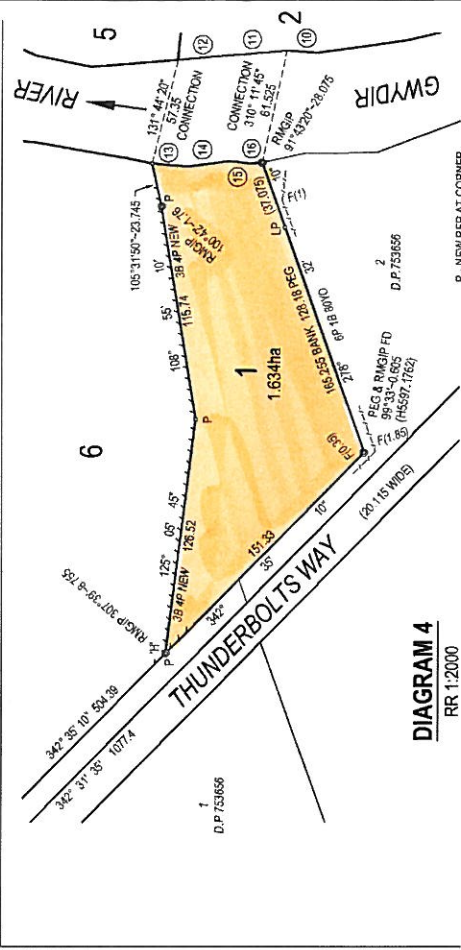 RIVER
5
2
12
11
10
131° 44' 20"
57.35
CONNECTION
CONNECTION
310° 11' 45"
61.525
RMGIP
91°43'20"~28.075
GWYDIR
13
14
15
16
105°31'50"~23.745
P
RMGIP
100°42'~1.76
3B 4P NEW
108° 55' 10"
115.74
6
P
125° 05' 45"
126.52
3B 4P NEW
"H"
P
RMGIP 307°39'~8.755
1
1.634ha
(37.075)
LP
F(1)
278° 32' 10"
165.255 BANK 128.18 PEG
6P 1B 80YO
2
D.P.753656
PEG & RMGIP FD
99°33'~0.605
(H5597.1762)
F(0.35)
F(1.85)
342° 35' 10"
151.33
(20.115 WIDE)
THUNDERBOLTS WAY
342° 35' 10" 504.39
342° 31' 35" 1077.4
1
D.P 753656
DIAGRAM 4
RR 1:2000